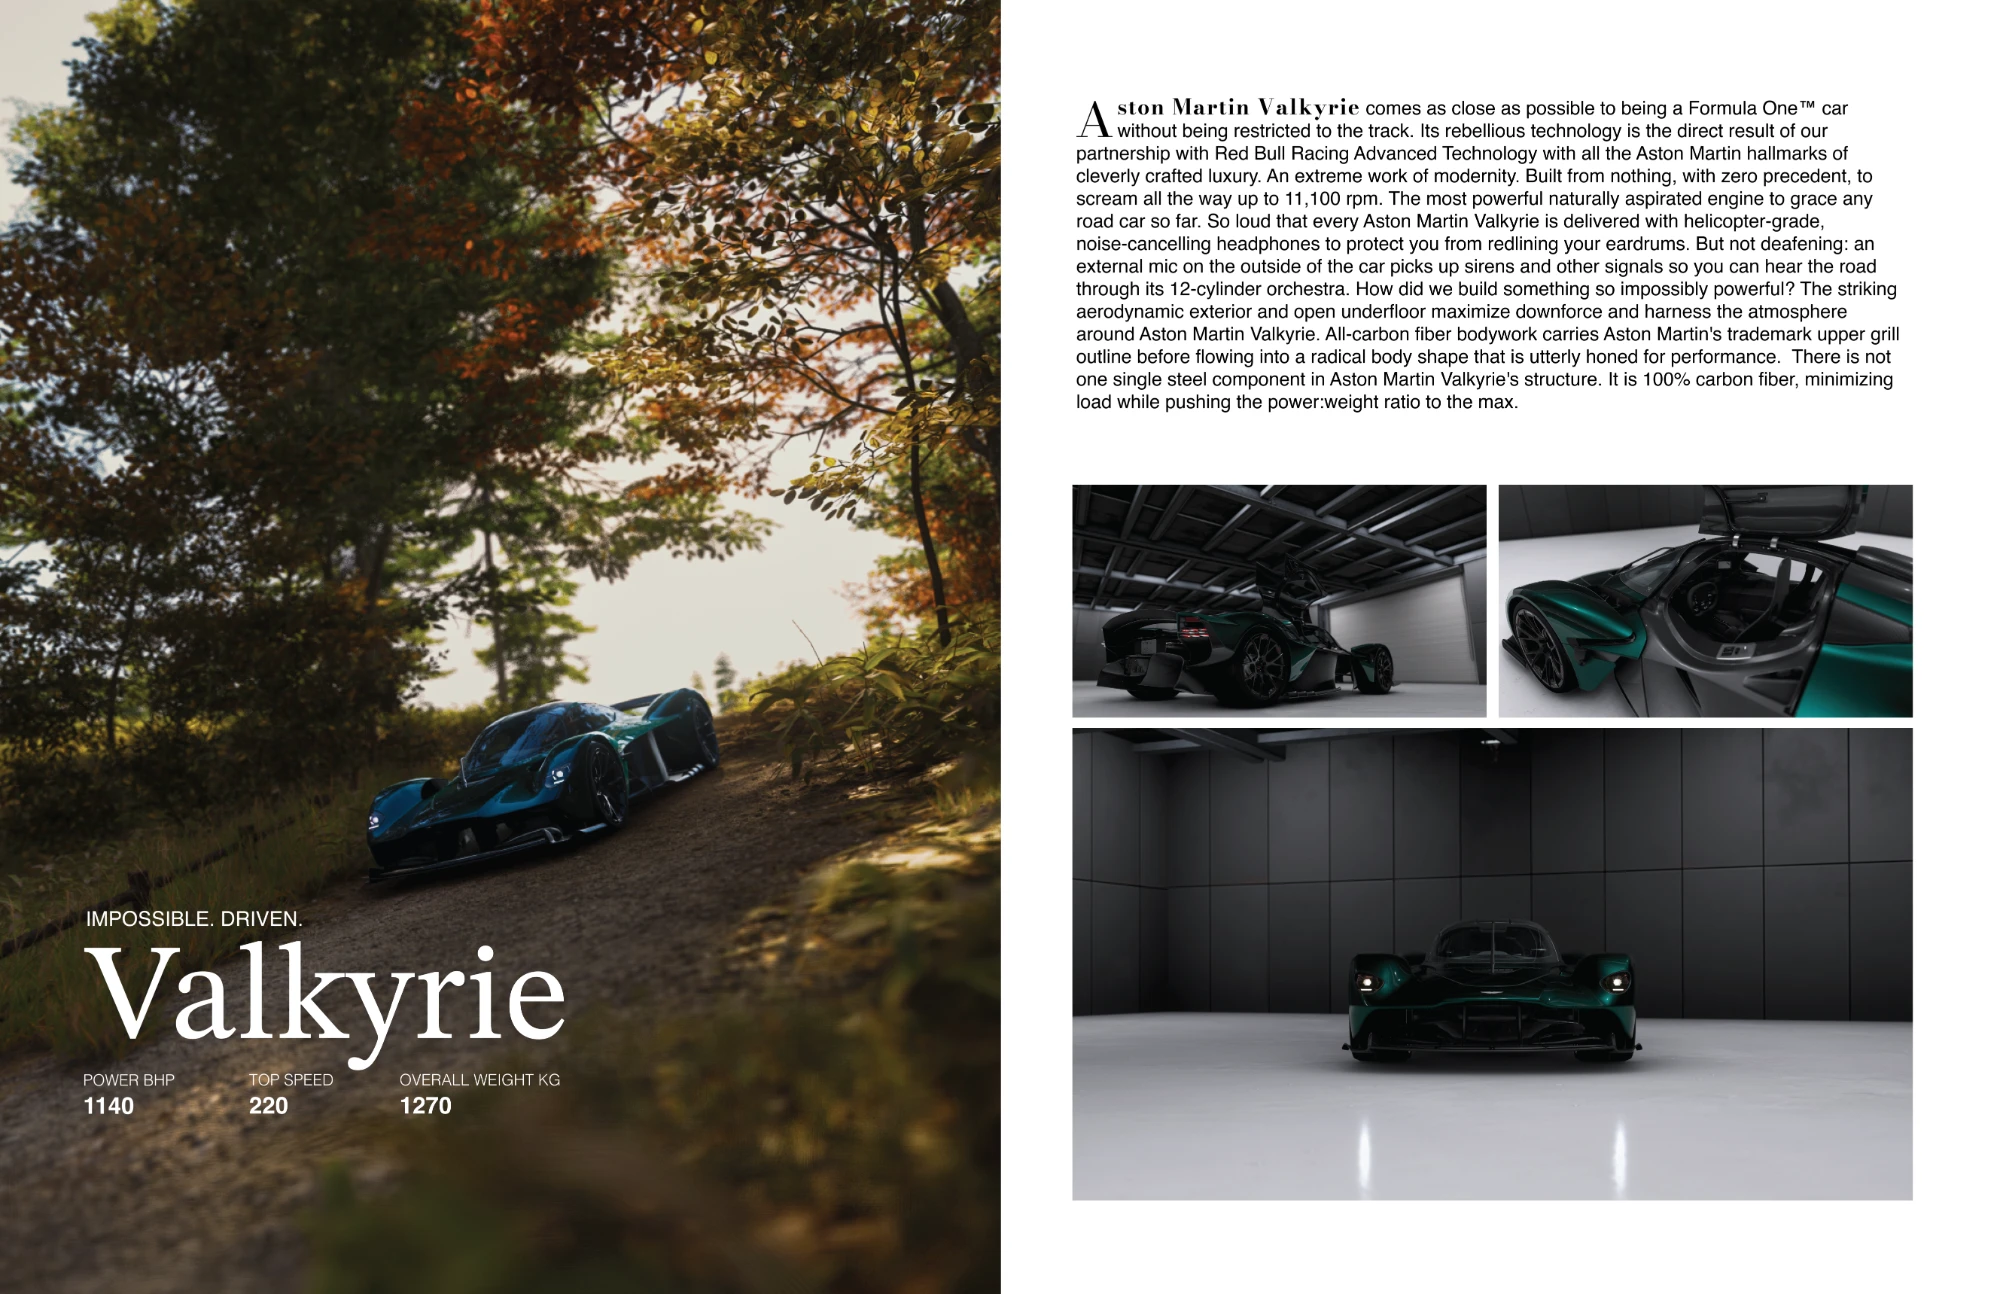 IMPOSSIBLE. DRIVEN.
Valkyrie
POWER BHP TOP SPEED OVERALL WEIGHT KG
1140 220 1270
Aston Martin Valkyrie comes as close as possible to being a Formula One™ car
without being restricted to the track. Its rebellious technology is the direct result of our
partnership with Red Bull Racing Advanced Technology with all the Aston Martin hallmarks of
cleverly crafted luxury. An extreme work of modernity. Built from nothing, with zero precedent, to
scream all the way up to 11,100 rpm. The most powerful naturally aspirated engine to grace any
road car so far. So loud that every Aston Martin Valkyrie is delivered with helicopter-grade,
noise-cancelling headphones to protect you from redlining your eardrums. But not deafening: an
external mic on the outside of the car picks up sirens and other signals so you can hear the road
through its 12-cylinder orchestra. How did we build something so impossibly powerful? The striking
aerodynamic exterior and open underfloor maximize downforce and harness the atmosphere
around Aston Martin Valkyrie. All-carbon fiber bodywork carries Aston Martin's trademark upper grill
outline before flowing into a radical body shape that is utterly honed for performance.  There is not
one single steel component in Aston Martin Valkyrie's structure. It is 100% carbon fiber, minimizing
load while pushing the power:weight ratio to the max.